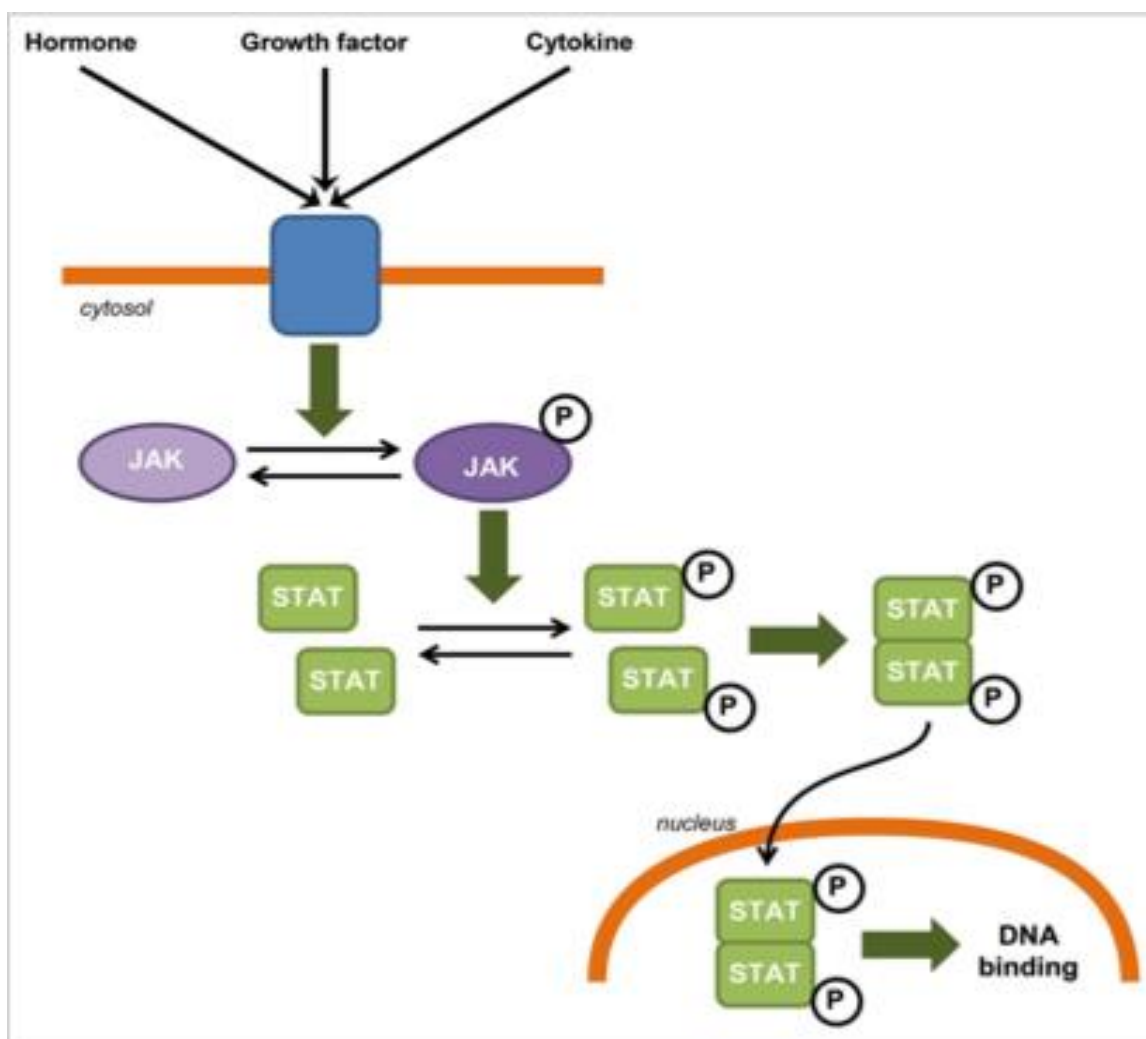 Hormone
Growth factor
Cytokine
cytosol
P
JAK
JAK
STAT
P
STAT
P
STAT
P
STAT
STAT
STAT
P
P
nucleus
STAT
P
STAT
P
DNA
binding